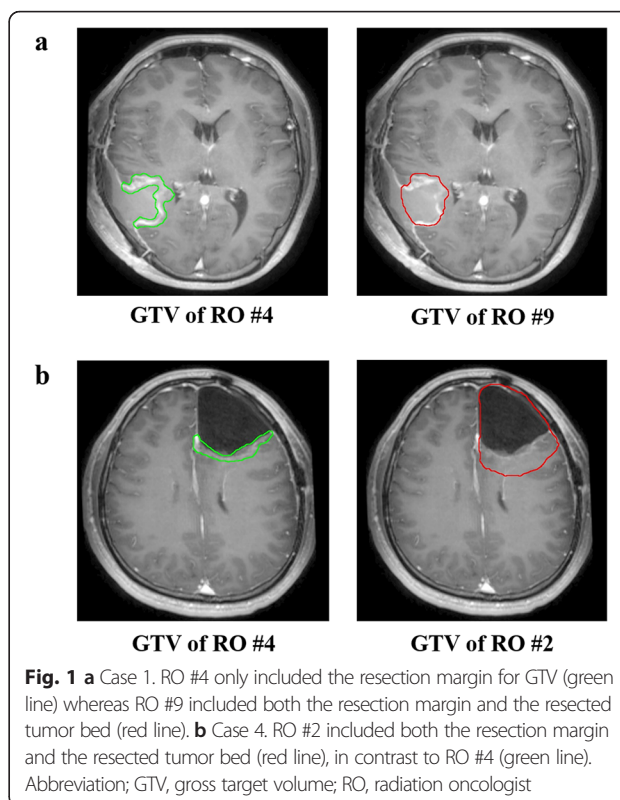 a
GTV of RO #4
GTV of RO #9
b
GTV of RO #4
GTV of RO #2
Fig. 1 a Case 1. RO #4 only included the resection margin for GTV (green
line) whereas RO #9 included both the resection margin and the resected
tumor bed (red line). b Case 4. RO #2 included both the resection margin
and the resected tumor bed (red line), in contrast to RO #4 (green line).
Abbreviation; GTV, gross target volume; RO, radiation oncologist